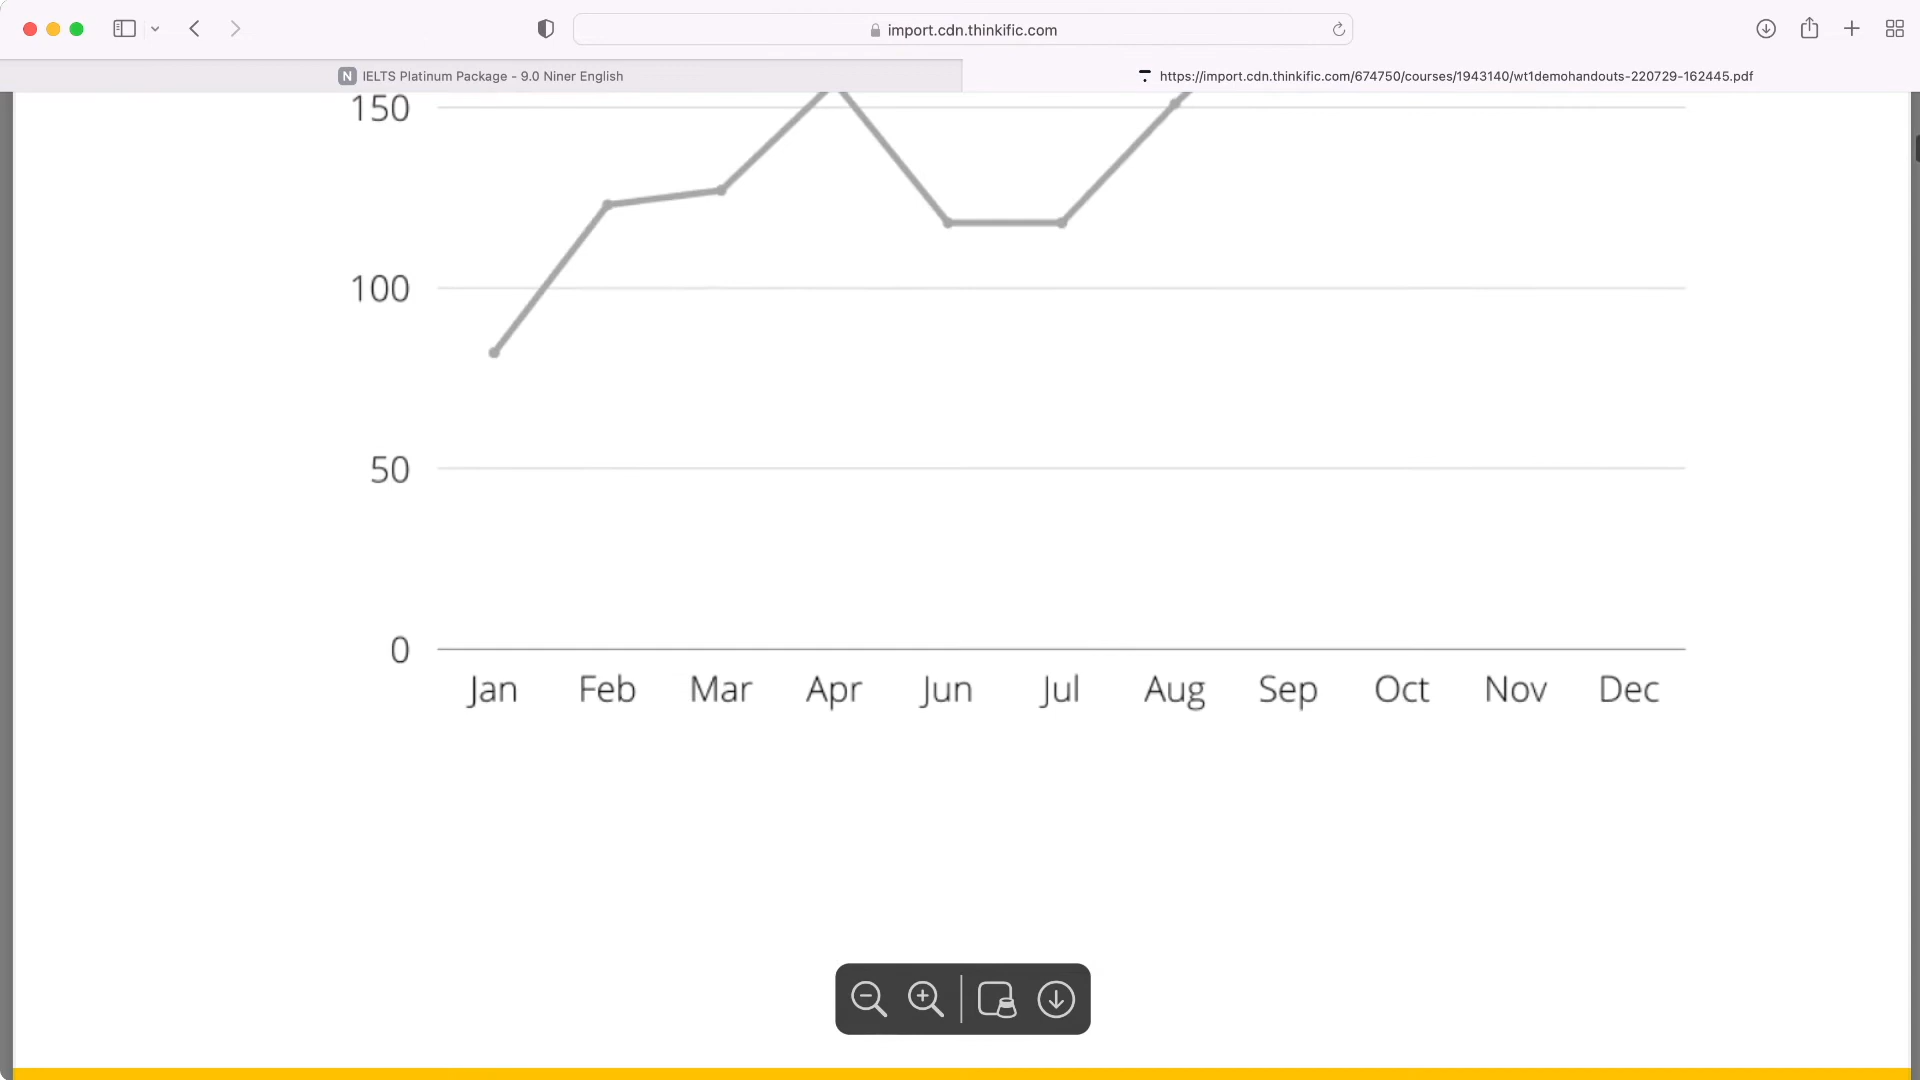 import.cdn.thinkific.com
N IELTS Platinum Package - 9.0 Niner English
https://import.cdn.thinkific.com/674750/courses/1943140/wt1demohandouts-220729-162445.pdf
150
100
50
0
Jan Feb Mar Apr Jun Jul Aug Sep Oct Nov Dec